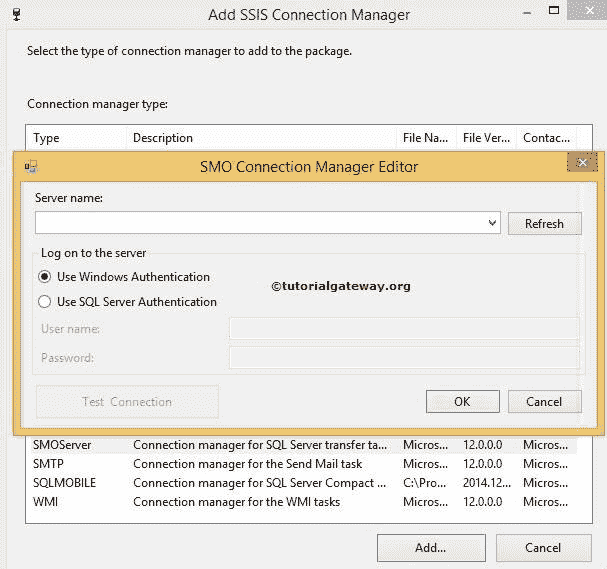 Add SSIS Connection Manager
Select the type of connection manager to add to the package.
Connection manager type:
Type Description File Na... File Ver... Contac...
SMO Connection Manager Editor
Server name:
Refresh
Log on to the server
Use Windows Authentication
©tutorialgateway.org
Use SQL Server Authentication
User name:
Password:
Test Connection OK Cancel
SMOServer Connection manager for SQL Server transfer ta... Micros... 12.0.0.0 Micros...
SMTP Connection manager for the Send Mail task Micros... 12.0.0.0 Micros...
SQLMOBILE Connection manager for SQL Server Compact ... C:\Pro... 2014.12... Micros...
WMI Connection manager for the WMI tasks Micros... 12.0.0.0 Micros...
Add... Cancel